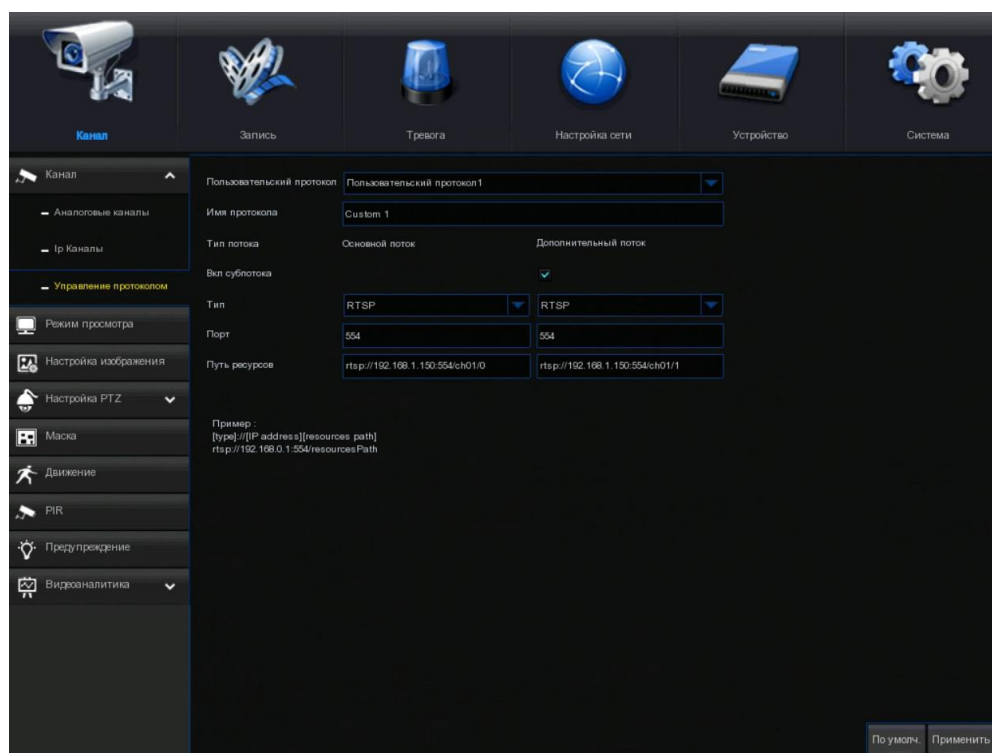 Канал
Запись
Тревога
Настройка сети
Устройство
Система
Канал
Аналоговые каналы
Ip Каналы
Управление протоколом
Режим просмотра
Настройка изображения
Настройка PTZ
Маска
Движение
PIR
Предупреждение
Видеоаналитика
Пользовательский протокол Пользовательский протокол1
Имя протокола Custom 1
Тип потока Основной поток Дополнительный поток
Вкл субпотока
Тип RTSP RTSP
Порт 554 554
Путь ресурсов rtsp://192.168.1.150:554/ch01/0 rtsp://192.168.1.150:554/ch01/1
Пример :
[type]://[IP address][resources path]
rtsp://192.168.0.1:554/resourcesPath
По умолч. Применить